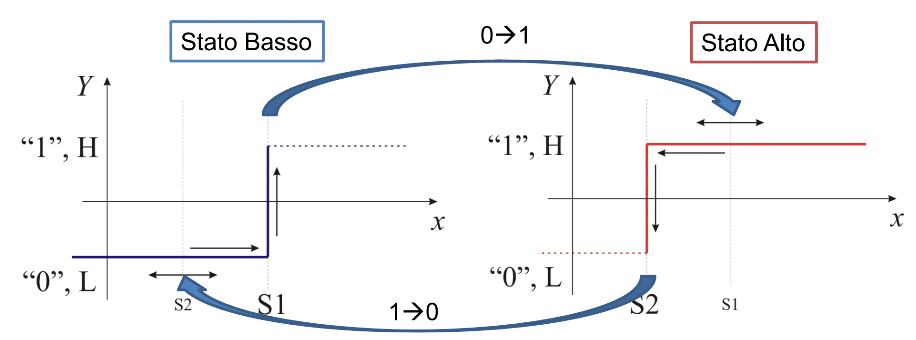 Stato Basso
0→1
Stato Alto
Y
“1”, H
x
“0”, L
S2
S1
Y
“1”, H
x
“0”, L
S2
S1
1→0